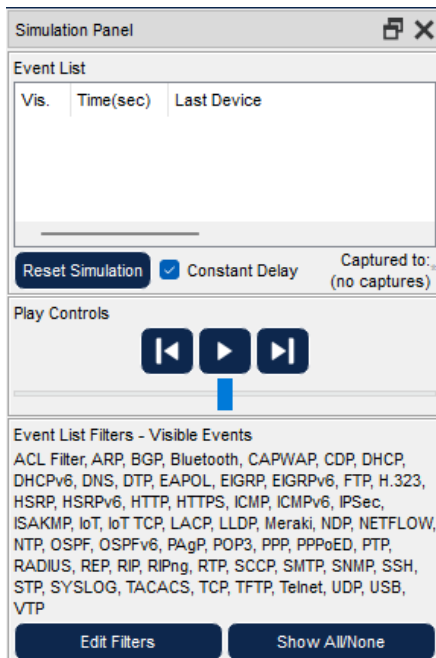 Simulation Panel
Event List
Vis. Time(sec) Last Device
Reset Simulation Constant Delay Captured to:
(no captures)
Play Controls
Event List Filters - Visible Events
ACL Filter, ARP, BGP, Bluetooth, CAPWAP, CDP, DHCP,
DHCPv6, DNS, DTP, EAPOL, EIGRP, EIGRPv6, FTP, H.323,
HSRP, HSRPv6, HTTP, HTTPS, ICMP, ICMPv6, IPSec,
ISAKMP, IoT, IoT TCP, LACP, LLDP, Meraki, NDP, NETFLOW,
NTP, OSPF, OSPFv6, PAgP, POP3, PPP, PPPoED, PTP,
RADIUS, REP, RIP, RIPng, RTP, SCCP, SMTP, SNMP, SSH,
STP, SYSLOG, TACACS, TCP, TFTP, Telnet, UDP, USB,
VTP
Edit Filters Show All/None